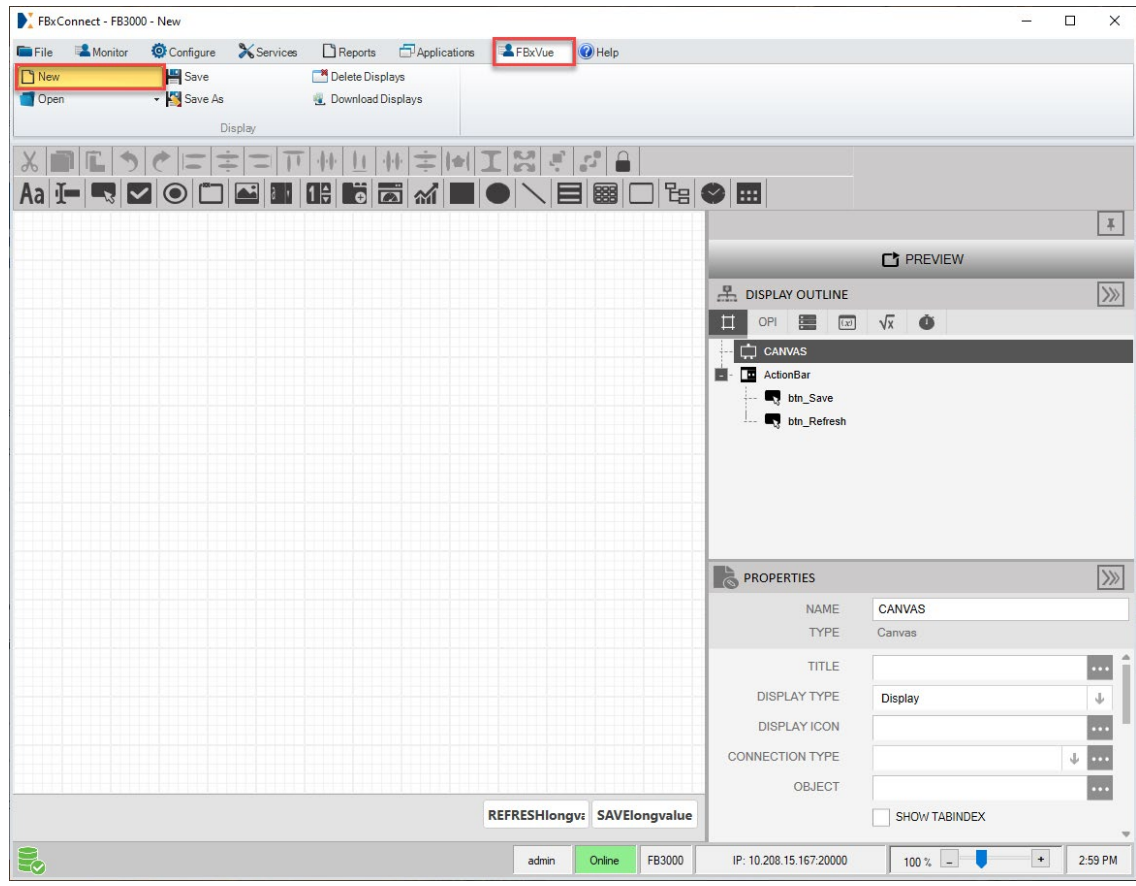 FBxConnect - FB3000 - New
File Monitor Configure Services Reports Applications FBxVue Help
New Save Delete Displays
Open Save As Download Displays
Display
Aa
PREVIEW
DISPLAY OUTLINE
OPI (x) √x
CANVAS
ActionBar
btn_Save
btn_Refresh
PROPERTIES
NAME CANVAS
TYPE Canvas
TITLE
DISPLAY TYPE Display
DISPLAY ICON
CONNECTION TYPE
OBJECT
SHOW TABINDEX
REFRESHlongva SAVElongvalue
admin Online FB3000 IP: 10.208.15.167:20000 100 % - + 2:59 PM